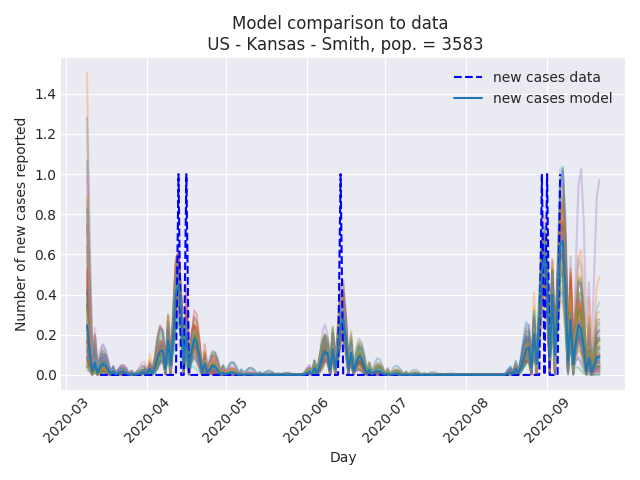 Model comparison to data
US - Kansas - Smith, pop. = 3583
new cases data
new cases model
Number of new cases reported
1.4
1.2
1.0
0.8
0.6
0.4
0.2
0.0
2020-03
2020-04
2020-05
2020-06
2020-07
2020-08
2020-09
Day